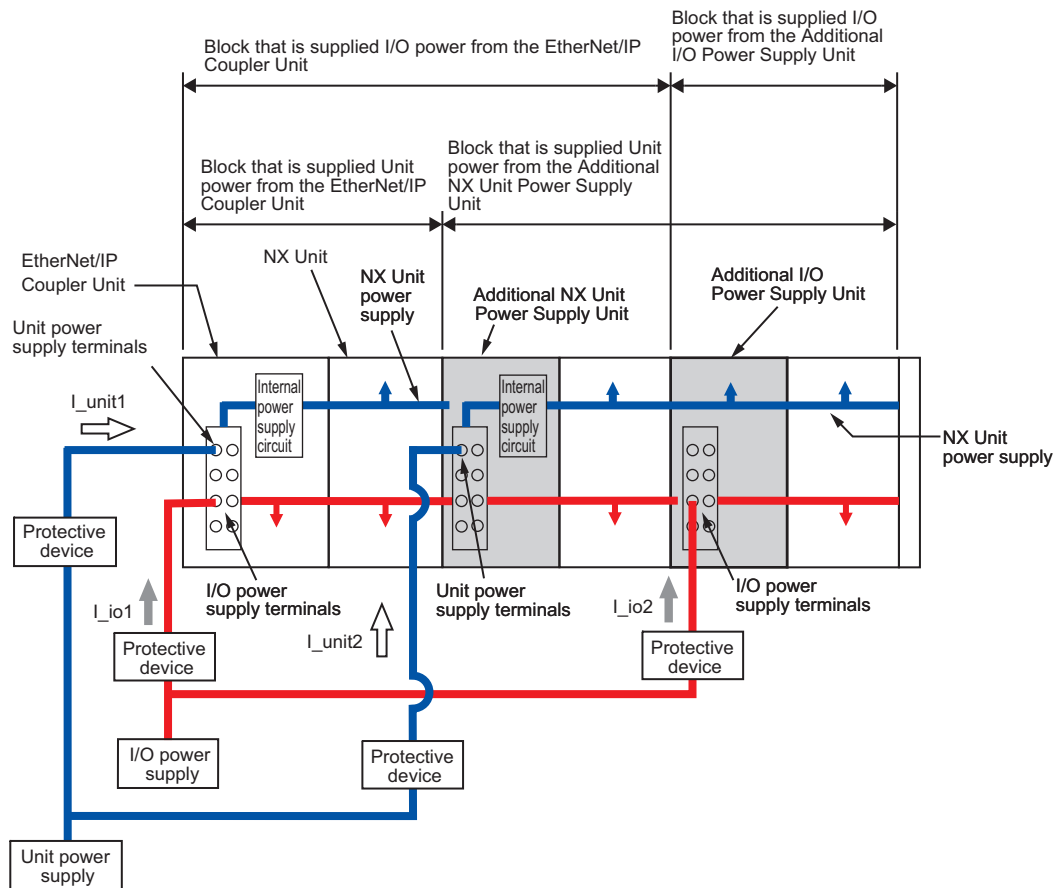 Block that is supplied I/O
power from the Additional
I/O Power Supply Unit
Block that is supplied I/O power from the EtherNet/IP
Coupler Unit
Block that is supplied Unit
power from the EtherNet/IP
Coupler Unit
Block that is supplied Unit
power from the Additional
NX Unit Power Supply
Unit
EtherNet/IP
Coupler Unit
NX Unit
NX Unit
power
supply
Additional NX Unit
Power Supply Unit
Additional I/O
Power Supply Unit
Unit power
supply terminals
I_unit1
Internal
power
supply
circuit
Internal
power
supply
circuit
NX Unit
power supply
Protective
device
I/O power
supply terminals
Unit power
supply terminals
I/O power
supply terminals
I_io1
I_unit2
I_io2
Protective
device
Protective
device
I/O power
supply
Protective
device
Unit power
supply